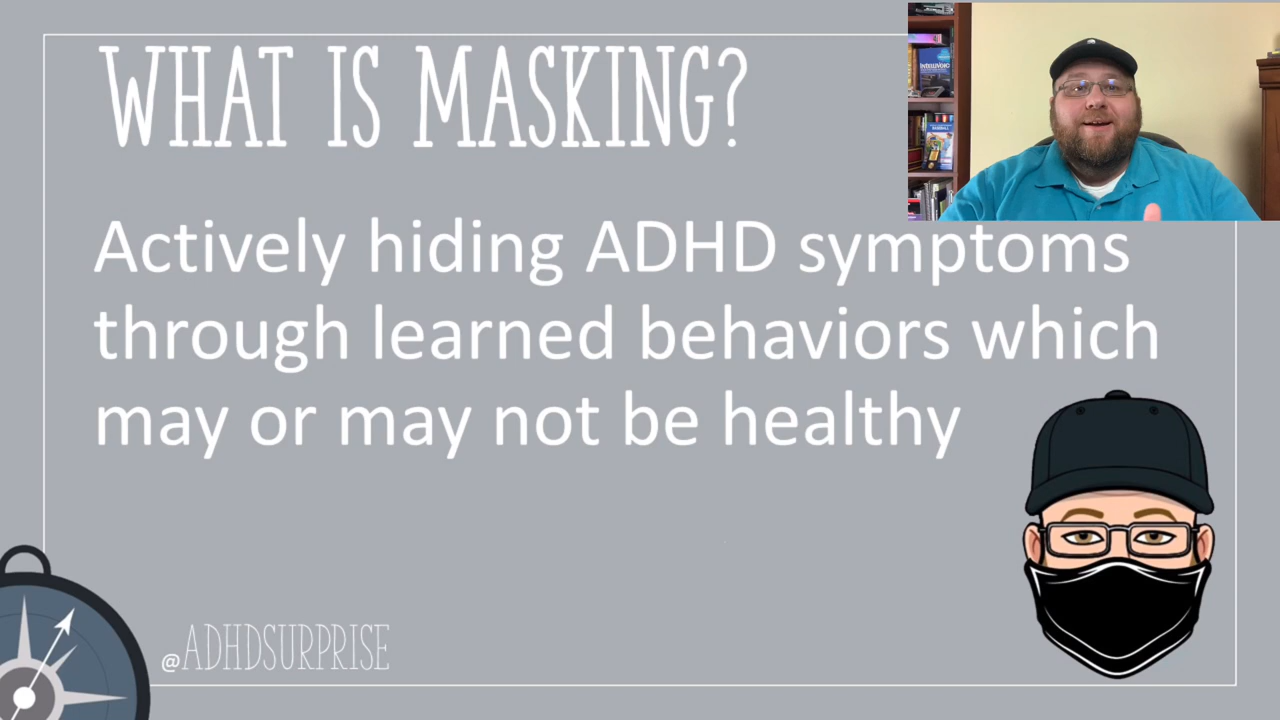 WHAT IS MASKING?
Actively hiding ADHD symptoms
through learned behaviors which
may or may not be healthy
@ADHDSURPRISE